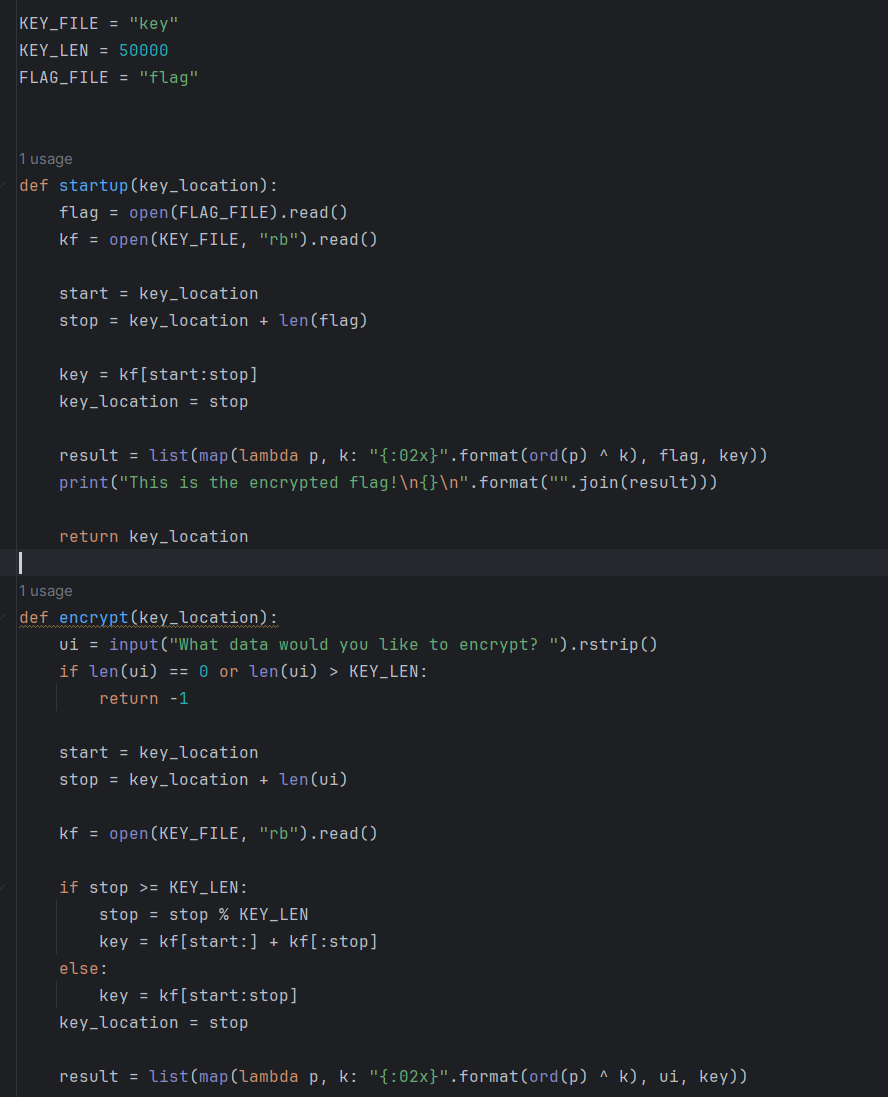 KEY_FILE = "key"
KEY_LEN = 50000
FLAG_FILE = "flag"
1 usage
def startup(key_location):
    flag = open(FLAG_FILE).read()
    kf = open(KEY_FILE, "rb").read()
    start = key_location
    stop = key_location + len(flag)
    key = kf[start:stop]
    key_location = stop
    result = list(map(lambda p, k: "{:02x}".format(ord(p) ^ k), flag, key))
    print("This is the encrypted flag!\n{}\n".format("".join(result)))
    return key_location
1 usage
def encrypt(key_location):
    ui = input("What data would you like to encrypt? ").rstrip()
    if len(ui) == 0 or len(ui) > KEY_LEN:
        return -1
    start = key_location
    stop = key_location + len(ui)
    kf = open(KEY_FILE, "rb").read()
    if stop >= KEY_LEN:
        stop = stop % KEY_LEN
        key = kf[start:] + kf[:stop]
    else:
        key = kf[start:stop]
    key_location = stop
    result = list(map(lambda p, k: "{:02x}".format(ord(p) ^ k), ui, key))